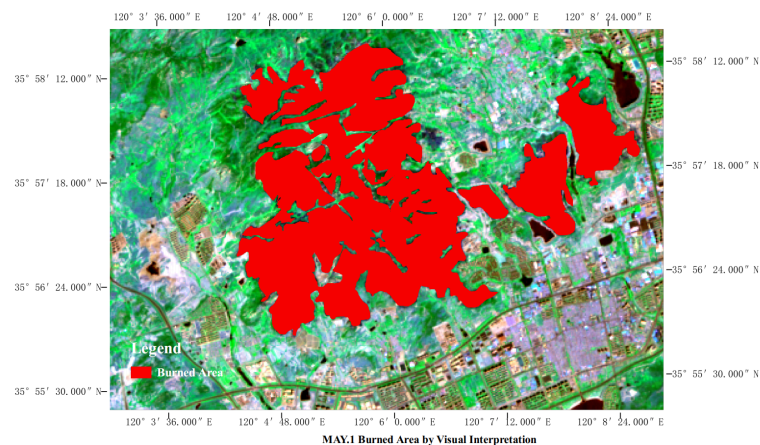 120° 3′ 36.000″ E 120° 4′ 48.000″ E 120° 6′ 0.000″ E 120° 7′ 12.000″ E 120° 8′ 24.000″ E
35° 58′ 12.000″ N 35° 58′ 12.000″ N
35° 57′ 18.000″ N 35° 57′ 18.000″ N
35° 56′ 24.000″ N 35° 56′ 24.000″ N
Legend
Burned Area
35° 55′ 30.000″ N 35° 55′ 30.000″ N
120° 3′ 36.000″ E 120° 4′ 48.000″ E 120° 6′ 0.000″ E 120° 7′ 12.000″ E 120° 8′ 24.000″ E
MAY.1 Burned Area by Visual Interpretation